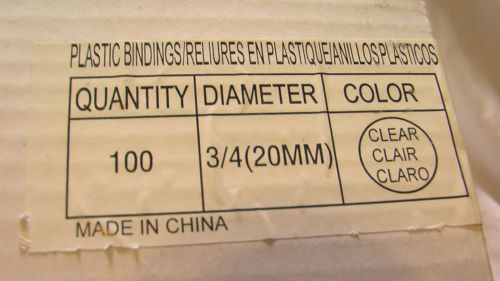 PLASTIC BINDINGS/RELIURES EN PLASTIQUE/ANILLOS PLASTICOS
QUANTITY DIAMETER COLOR
100 3/4(20MM) CLEAR
CLAIR
CLARO
MADE IN CHINA